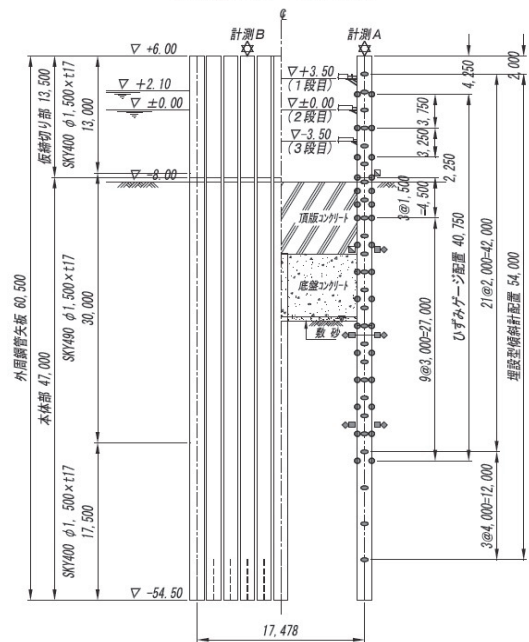 ℄
計測B
計測A
▽ +6.00
▽ +2.10
▽ ±0.00
▽+3.50
(1段目)
▽±0.00
(2段目)
▽-3.50
(3段目)
▽ -8.00
▽ -54.50
外周鋼管矢板 60,500
仮締切り部 13,500
本体部 47,000
SKY400 φ1,500×t17
13,000
SKY490 φ1,500×t17
30,000
SKY400 φ1,500×t17
17,500
頂版コンクリート
底盤コンクリート
敷砂
4,250
3,750
3,250
2,250
3@1,500
=4,500
9@3,000=27,000
ひずみゲージ配置 40,750
2,000
21@2,000=42,000
3@4,000=12,000
埋設型傾斜計配置 54,000
17,478